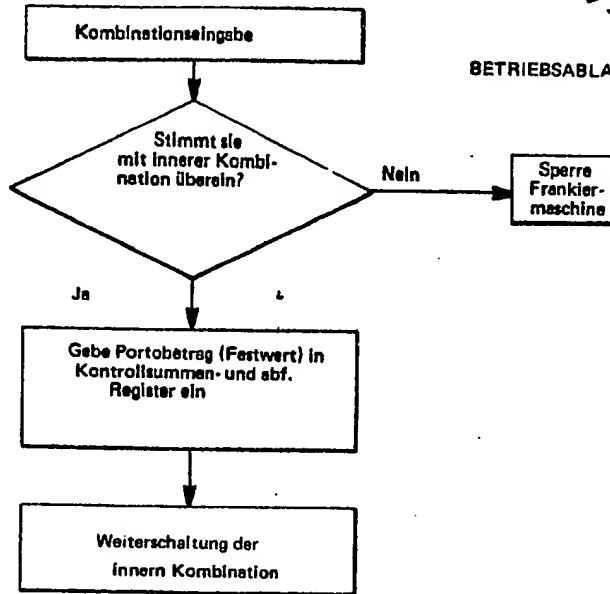 Kombinationseingabe
BETRIEBSABLA
Stimmt sie
mit innerer Kombi-
nation überein?
Nein
Sperre
Frankier-
maschine
Ja
Gebe Portobetrag (Festwert) in
Kontrollsummen- und abf.
Register ein
Weiterschaltung der
innern Kombination